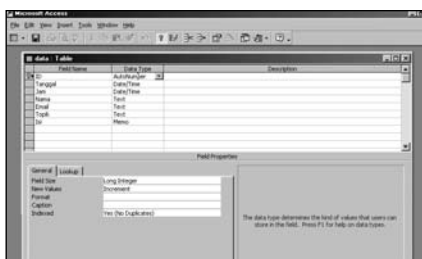 Microsoft Access
File Edit View Insert Tools Window Help
data : Table
Field Name Data Type Description
ID AutoNumber
Tanggal Date/Time
Jam Date/Time
Nama Text
Email Text
Topik Text
Isi Memo
Field Properties
General Lookup
Field Size Long Integer
New Values Increment
Format
Caption
Indexed Yes (No Duplicates)
The data type determines the kind of values that users can
store in the field. Press F1 for help on data types.